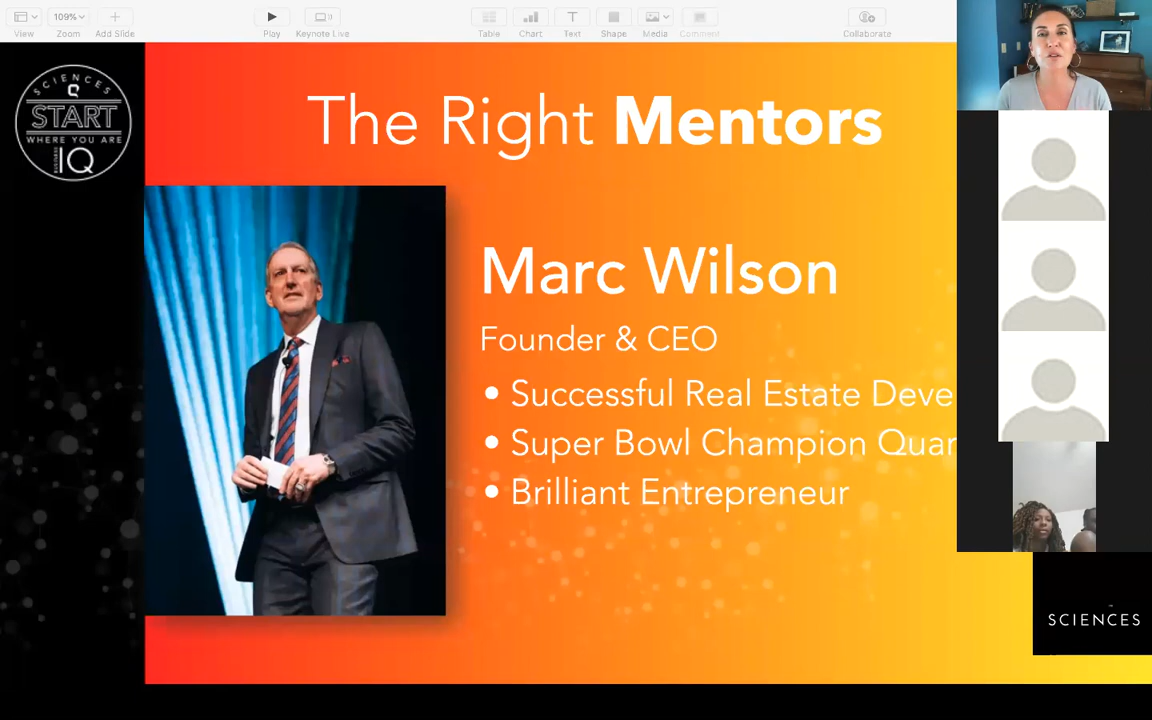 109%
View
Zoom
Add Slide
Play
Keynote Live
Table
Chart
Text
Shape
Media
Comment
Collaborate
SCIENCES
START
WHERE YOU ARE
BUSINESS IQ
The Right Mentors
Marc Wilson
Founder & CEO
• Successful Real Estate Deve
• Super Bowl Champion Quar
• Brilliant Entrepreneur
SCIENCES